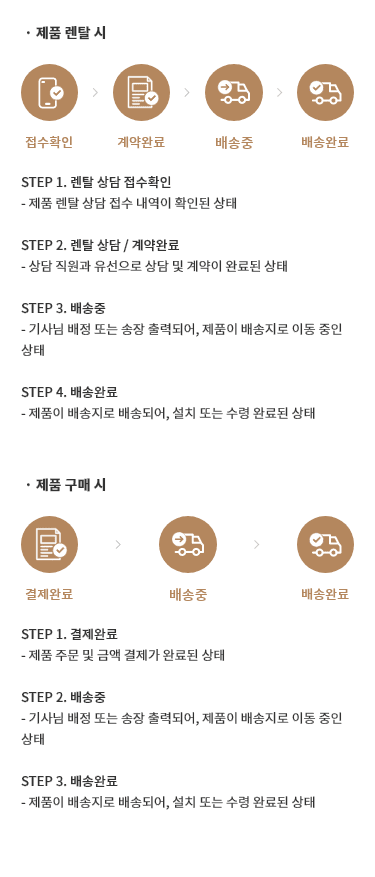 · 제품 렌탈 시
접수확인 계약완료 배송중 배송완료
STEP 1. 렌탈 상담 접수확인
- 제품 렌탈 상담 접수 내역이 확인된 상태
STEP 2. 렌탈 상담 / 계약완료
- 상담 직원과 유선으로 상담 및 계약이 완료된 상태
STEP 3. 배송중
- 기사님 배정 또는 송장 출력되어, 제품이 배송지로 이동 중인
상태
STEP 4. 배송완료
- 제품이 배송지로 배송되어, 설치 또는 수령 완료된 상태
· 제품 구매 시
결제완료 배송중 배송완료
STEP 1. 결제완료
- 제품 주문 및 금액 결제가 완료된 상태
STEP 2. 배송중
- 기사님 배정 또는 송장 출력되어, 제품이 배송지로 이동 중인
상태
STEP 3. 배송완료
- 제품이 배송지로 배송되어, 설치 또는 수령 완료된 상태